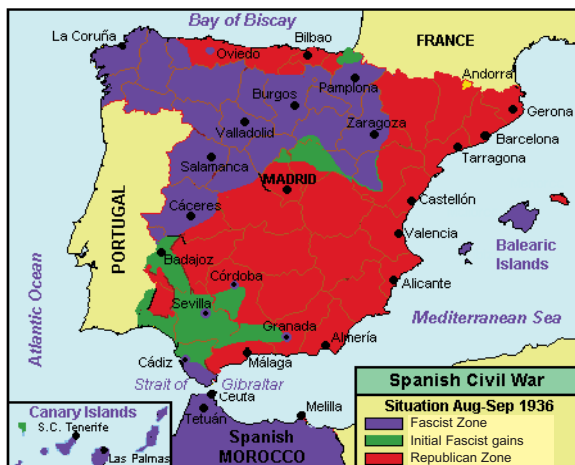 Bay of Biscay
La Coruña
Oviedo
Bilbao
FRANCE
Andorra
Burgos
Pamplona
Gerona
Valladolid
Zaragoza
Barcelona
Tarragona
Salamanca
MADRID
PORTUGAL
Cáceres
Castellón
Valencia
Balearic
Islands
Badajoz
Córdoba
Alicante
Atlantic Ocean
Sevilla
Granada
Almería
Mediterranean Sea
Cádiz
Málaga
Strait of Gibraltar
Ceuta
Tetuán
Melilla
Spanish
MOROCCO
Canary Islands
S.C. Tenerife
Las Palmas
Spanish Civil War
Situation Aug-Sep 1936
Fascist Zone
Initial Fascist gains
Republican Zone